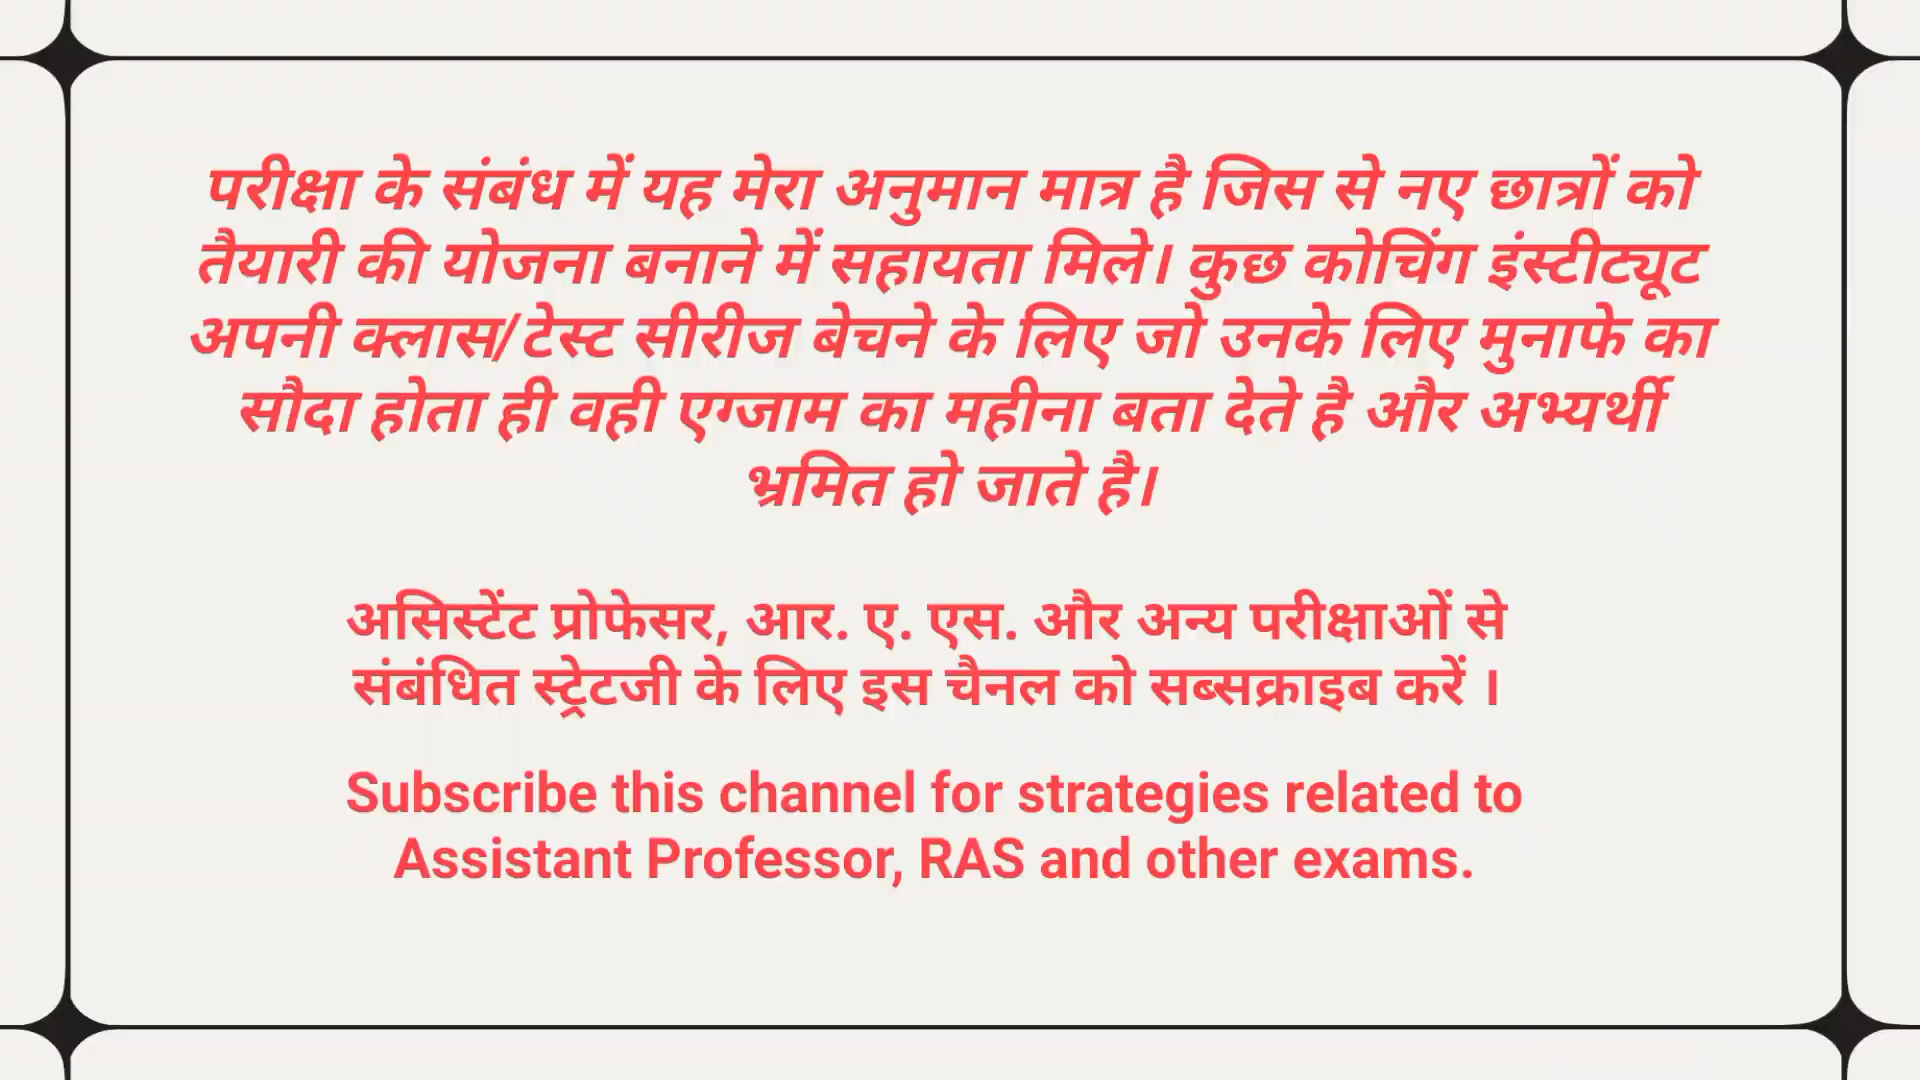 परीक्षा के संबंध में यह मेरा अनुमान मात्र है जिस से नए छात्रों को
तैयारी की योजना बनाने में सहायता मिले। कुछ कोचिंग इंस्टीट्यूट
अपनी क्लास/टेस्ट सीरीज बेचने के लिए जो उनके लिए मुनाफे का
सौदा होता ही वही एग्जाम का महीना बता देते है और अभ्यर्थी
भ्रमित हो जाते है।
असिस्टेंट प्रोफेसर, आर. ए. एस. और अन्य परीक्षाओं से
संबंधित स्ट्रेटजी के लिए इस चैनल को सब्सक्राइब करें ।
Subscribe this channel for strategies related to
Assistant Professor, RAS and other exams.